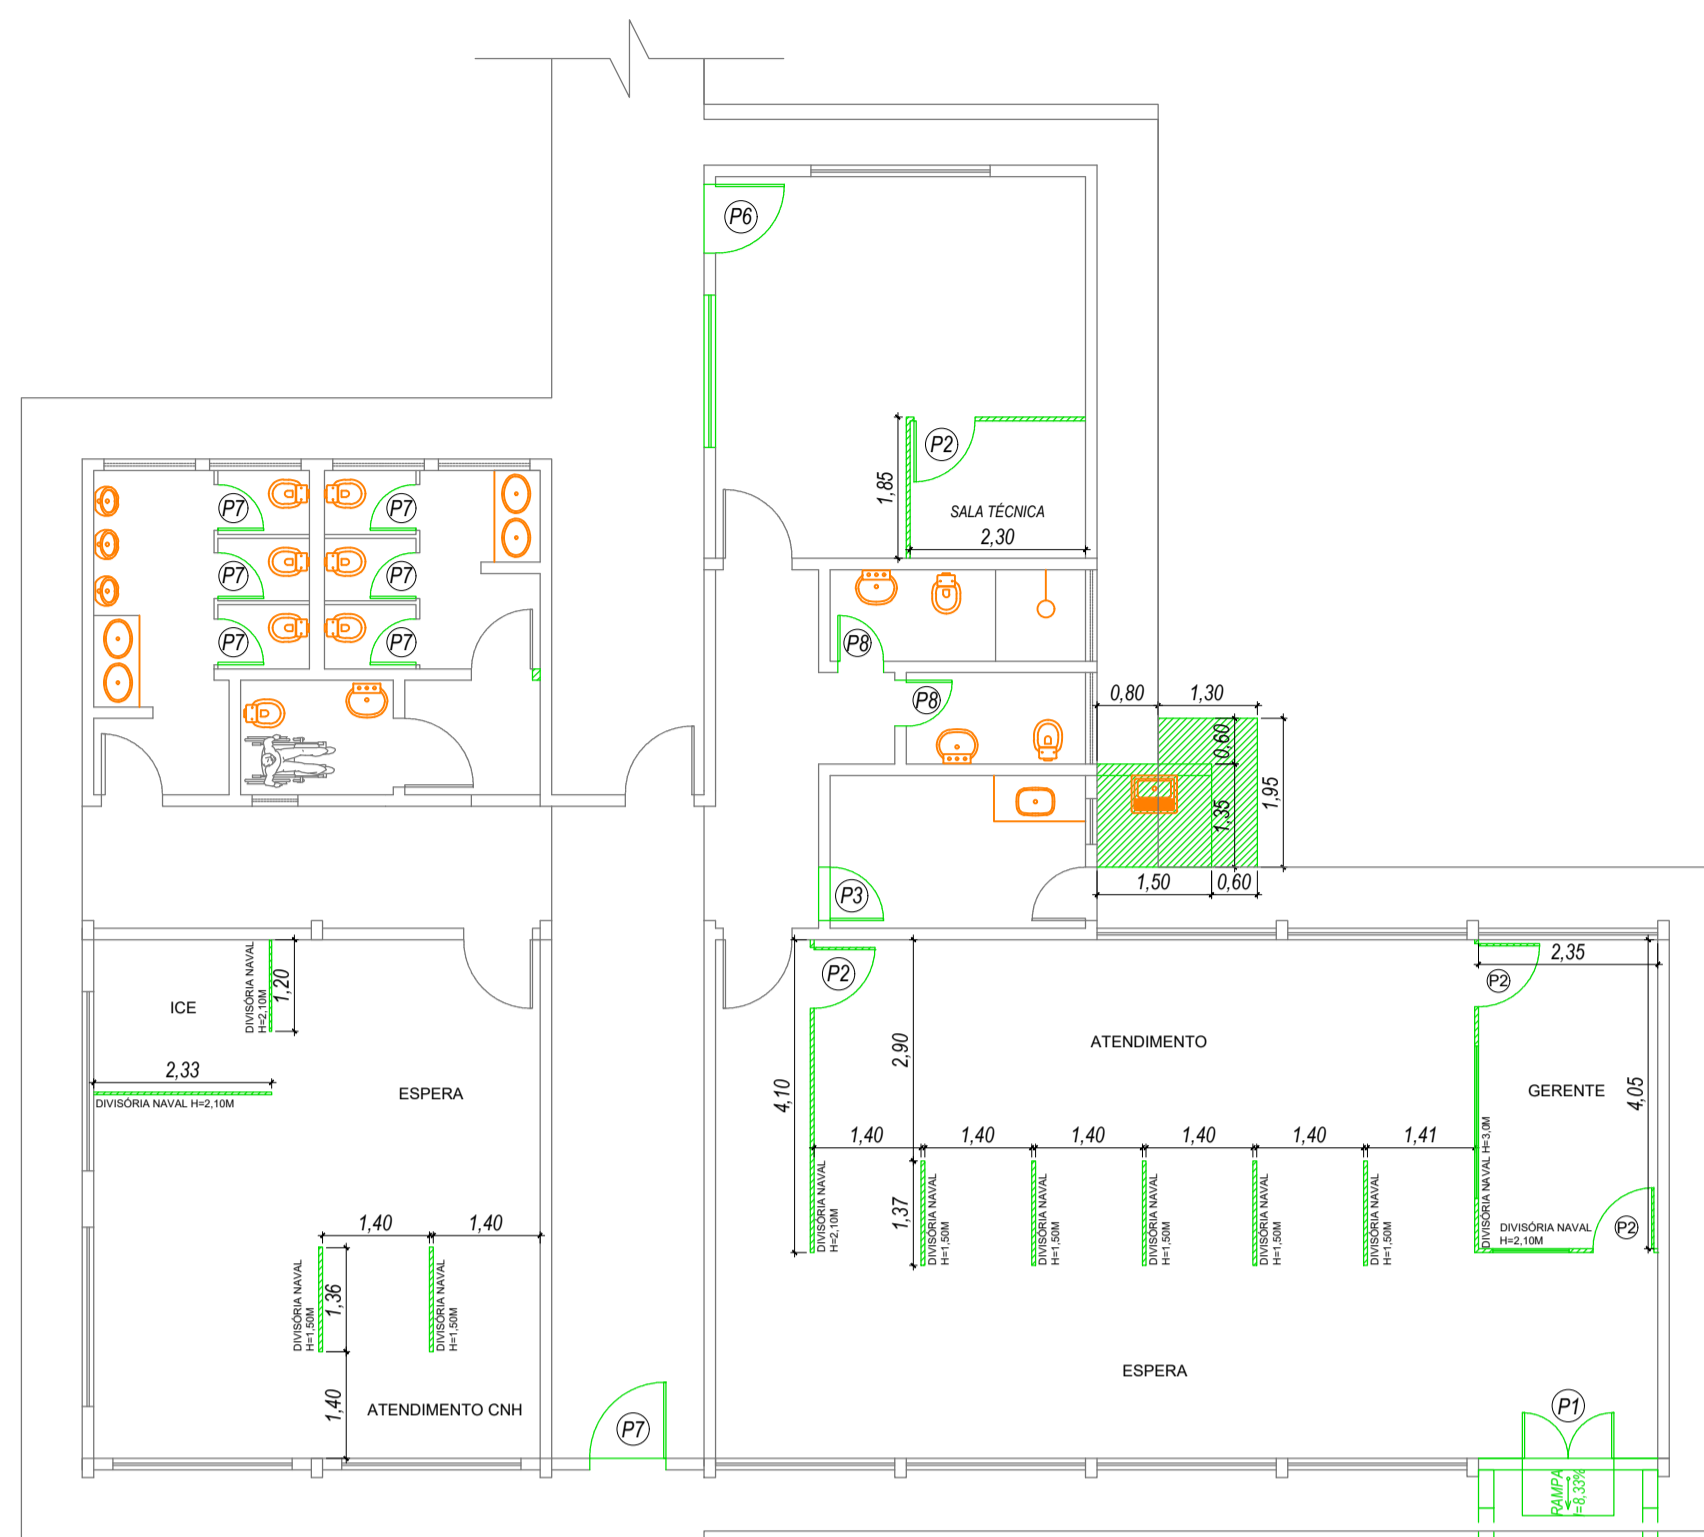 P6
P2
1,85
SALA TÉCNICA
2,30
P7
P7
P7
P7
P7
P7
P8
P8
0,80
1,30
0,60
1,35
1,95
1,50
0,60
P3
DIVISÓRIA NAVAL
H=2,10M
1,20
ICE
2,33
DIVISÓRIA NAVAL H=2,10M
ESPERA
P2
4,10
2,90
ATENDIMENTO
P2
2,35
GERENTE
4,05
1,40
1,40
1,40
1,40
1,40
1,41
1,37
DIVISÓRIA NAVAL
H=2,10M
DIVISÓRIA NAVAL
H=1,50M
DIVISÓRIA NAVAL
H=1,50M
DIVISÓRIA NAVAL
H=1,50M
DIVISÓRIA NAVAL
H=1,50M
DIVISÓRIA NAVAL
H=1,50M
DIVISÓRIA NAVAL H=3,0M
DIVISÓRIA NAVAL
H=2,10M
P2
1,40
1,40
DIVISÓRIA NAVAL
H=1,50M
1,36
DIVISÓRIA NAVAL
H=1,50M
1,40
ATENDIMENTO CNH
ESPERA
P7
P1
RAMPA
I=8,33%